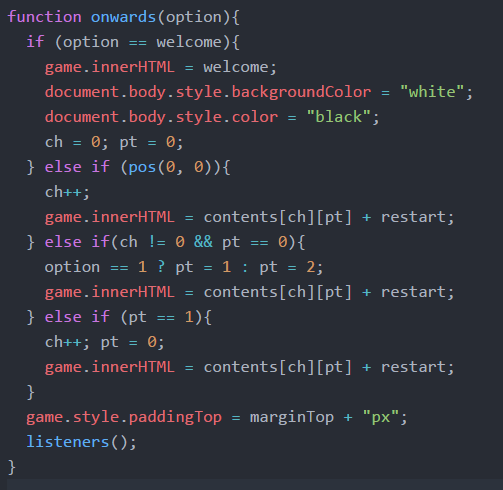 function onwards(option){
  if (option == welcome){
    game.innerHTML = welcome;
    document.body.style.backgroundColor = "white";
    document.body.style.color = "black";
    ch = 0; pt = 0;
  } else if (pos(0, 0)){
    ch++;
    game.innerHTML = contents[ch][pt] + restart;
  } else if(ch != 0 && pt == 0){
    option == 1 ? pt = 1 : pt = 2;
    game.innerHTML = contents[ch][pt] + restart;
  } else if (pt == 1){
    ch++; pt = 0;
    game.innerHTML = contents[ch][pt] + restart;
  }
  game.style.paddingTop = marginTop + "px";
  listeners();
}